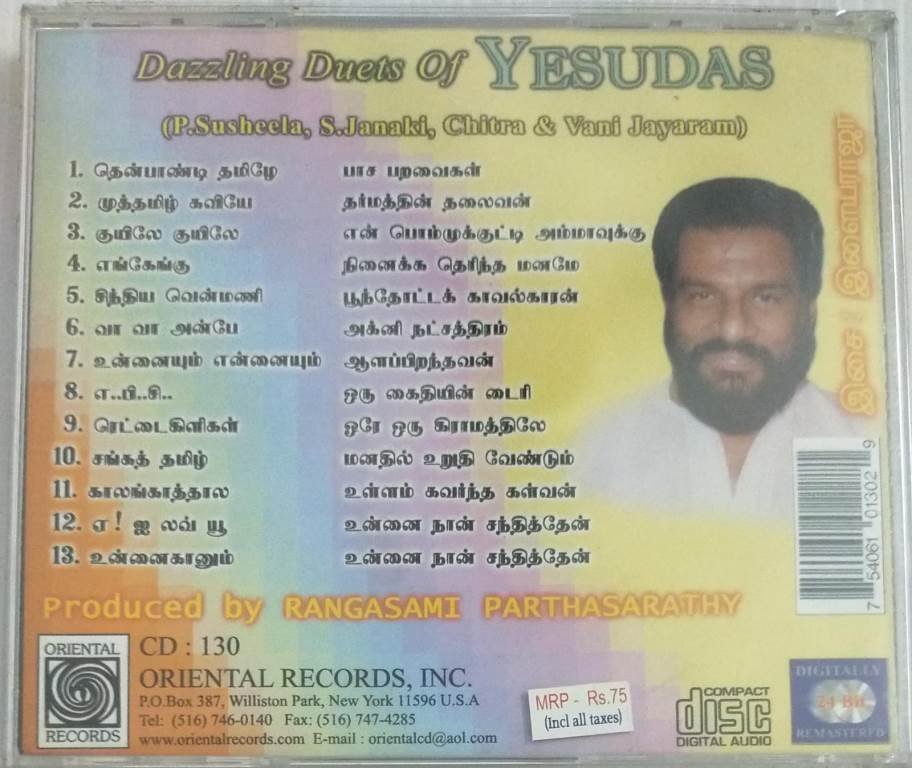 Dazzling Duets Of YESUDAS
(P.Susheela, S.Janaki, Chitra & Vani Jayaram)
1. தென்பாண்டி தமிழே பாச பறவைகள்
2. முத்தமிழ் கவியே தர்மத்தின் தலைவன்
3. குயிலே குயிலே என் பொம்முக்குட்டி அம்மாவுக்கு
4. எங்கேங்கு நினைக்க தெரிந்த மனமே
5. சிந்திய வென்மணி பூந்தோட்டக் காவல்காரன்
6. வா வா அன்பே அக்னி நட்சத்திரம்
7. உன்னையும் என்னையும் ஆளப்பிறந்தவன்
8. எ..பி..சி.. ஒரு கைதியின் டைரி
9. ரெட்டைகிளிகள் ஒரே ஒரு கிராமத்திலே
10. சங்கத் தமிழ் மனதில் உறுதி வேண்டும்
11. காலங்காத்தால உள்ளம் கவர்ந்த கள்வன்
12. ஏ! ஐ லவ் யூ உன்னை நான் சந்தித்தேன்
13. உன்னைகானும் உன்னை நான் சந்தித்தேன்
இசை! இளையராஜா
7 54061 01302 9
Produced by RANGASAMI PARTHASARATHY
ORIENTAL RECORDS
CD : 130
ORIENTAL RECORDS, INC.
P.O.Box 387, Williston Park, New York 11596 U.S.A
Tel: (516) 746-0140 Fax: (516) 747-4285
www.orientalrecords.com E-mail : orientalcd@aol.com
MRP - Rs.75
(Incl all taxes)
COMPACT
disc
DIGITAL AUDIO
DIGITALLY
24 Bit
REMASTERED